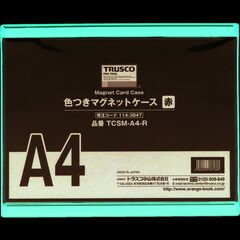 Magnet Card Case
TRUSCO
PRO TOOL
色つきマグネットケース 赤
発注コード 114-3847
品番 TCSM-A4-R
A4
MADE IN JAPAN
トラスコ中山株式会社
0120-509-849
www.orange-book.com